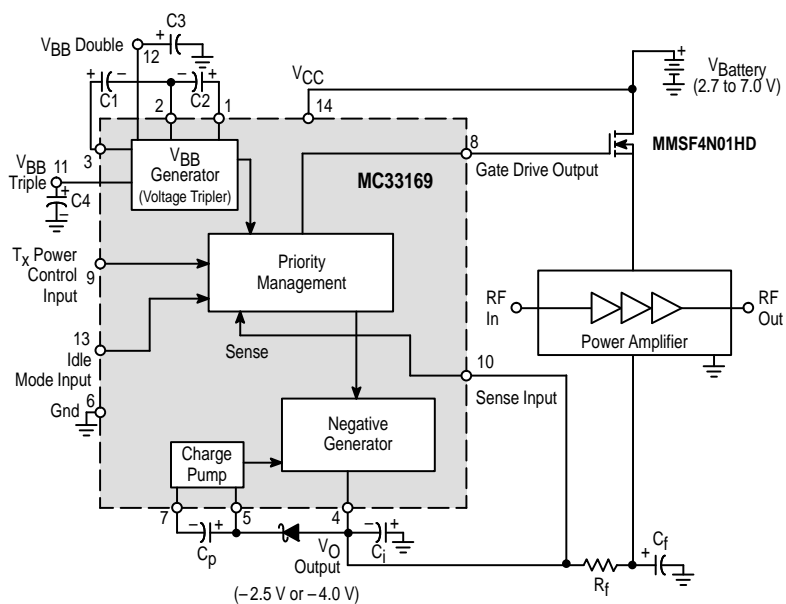 C3
+
VBB Double
12
VCC
+
VBattery
(2.7 to 7.0 V)
+ −
− +
C1
C2
2
1
14
3
VBB
Triple
11
+
−
C4
VBB
Generator
(Voltage Tripler)
MC33169
8
Gate Drive Output
MMSF4N01HD
Tx Power
Control
Input
9
Priority
Management
RF
In
RF
Out
Power Amplifier
13
Idle
Mode Input
Sense
10
Sense Input
6
Gnd
Negative
Generator
Charge
Pump
7
5
4
− +
Cp
VO
Output
− +
Ci
Rf
+
Cf
(−2.5 V or −4.0 V)